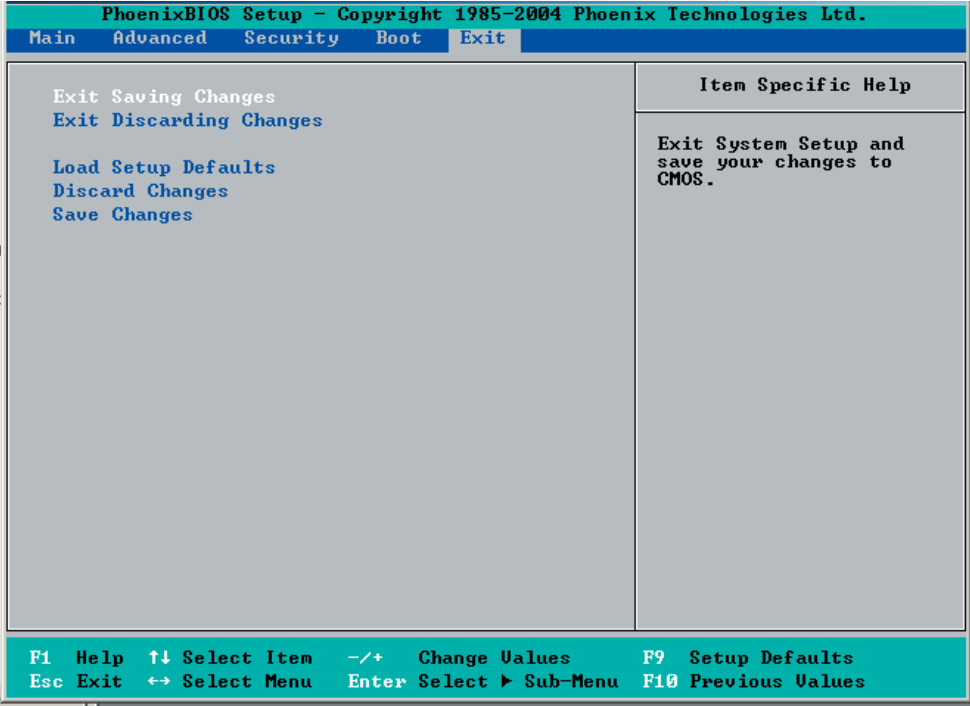 PhoenixBIOS Setup - Copyright 1985-2004 Phoenix Technologies Ltd.
Main Advanced Security Boot Exit
Exit Saving Changes
Exit Discarding Changes
Load Setup Defaults
Discard Changes
Save Changes
Item Specific Help
Exit System Setup and
save your changes to
CMOS.
F1 Help ↑↓ Select Item -/+ Change Values F9 Setup Defaults
Esc Exit ↔ Select Menu Enter Select ▶ Sub-Menu F10 Previous Values